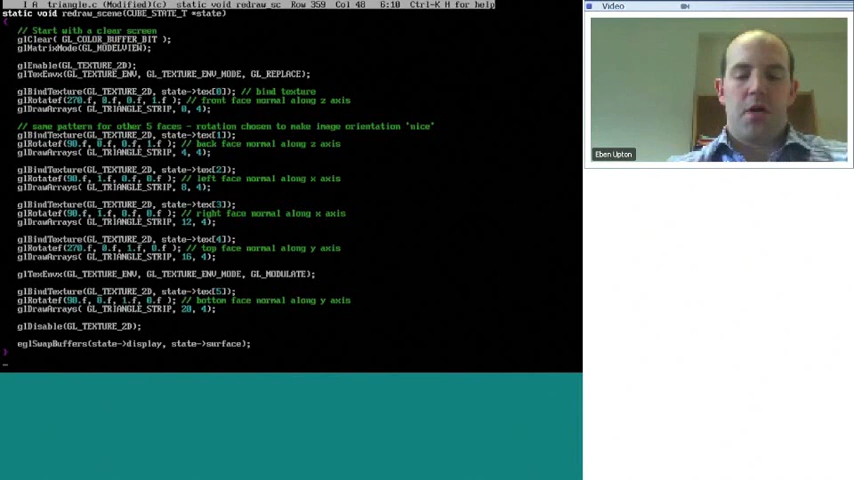 I A triangle.c (Modified)(c) static void redraw_sc Row 359 Col 48 6:10 Ctrl-K H for help
static void redraw_scene(CUBE_STATE_T *state)
{
// Start with a clear screen
glClear( GL_COLOR_BUFFER_BIT );
glMatrixMode(GL_MODELVIEW);
glEnable(GL_TEXTURE_2D);
glTexEnvx(GL_TEXTURE_ENV, GL_TEXTURE_ENV_MODE, GL_REPLACE);
glBindTexture(GL_TEXTURE_2D, state->tex[0]); // bind texture
glRotatef(270.f, 0.f, 0.f, 1.f ); // front face normal along z axis
glDrawArrays( GL_TRIANGLE_STRIP, 0, 4);
// same pattern for other 5 faces - rotation chosen to make image orientation 'nice'
glBindTexture(GL_TEXTURE_2D, state->tex[1]);
glRotatef(90.f, 0.f, 0.f, 1.f ); // back face normal along z axis
glDrawArrays( GL_TRIANGLE_STRIP, 4, 4);
glBindTexture(GL_TEXTURE_2D, state->tex[2]);
glRotatef(90.f, 1.f, 0.f, 0.f ); // left face normal along x axis
glDrawArrays( GL_TRIANGLE_STRIP, 8, 4);
glBindTexture(GL_TEXTURE_2D, state->tex[3]);
glRotatef(90.f, 1.f, 0.f, 0.f ); // right face normal along x axis
glDrawArrays( GL_TRIANGLE_STRIP, 12, 4);
glBindTexture(GL_TEXTURE_2D, state->tex[4]);
glRotatef(270.f, 0.f, 1.f, 0.f ); // top face normal along y axis
glDrawArrays( GL_TRIANGLE_STRIP, 16, 4);
glTexEnvx(GL_TEXTURE_ENV, GL_TEXTURE_ENV_MODE, GL_MODULATE);
glBindTexture(GL_TEXTURE_2D, state->tex[5]);
glRotatef(90.f, 0.f, 1.f, 0.f ); // bottom face normal along y axis
glDrawArrays( GL_TRIANGLE_STRIP, 20, 4);
glDisable(GL_TEXTURE_2D);
eglSwapBuffers(state->display, state->surface);
}
Video
Eben Upton